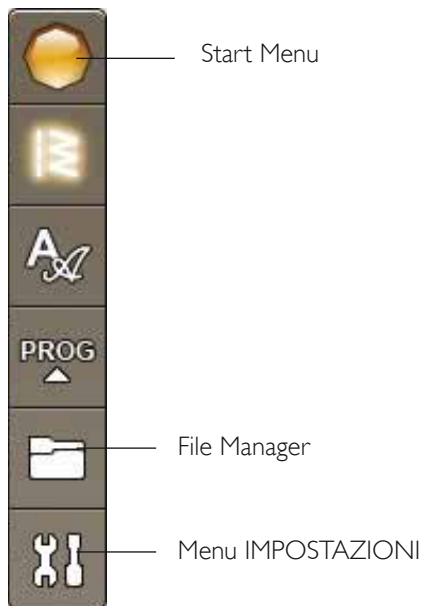 Start Menu
A A
PROG
File Manager
Menu IMPOSTAZIONI